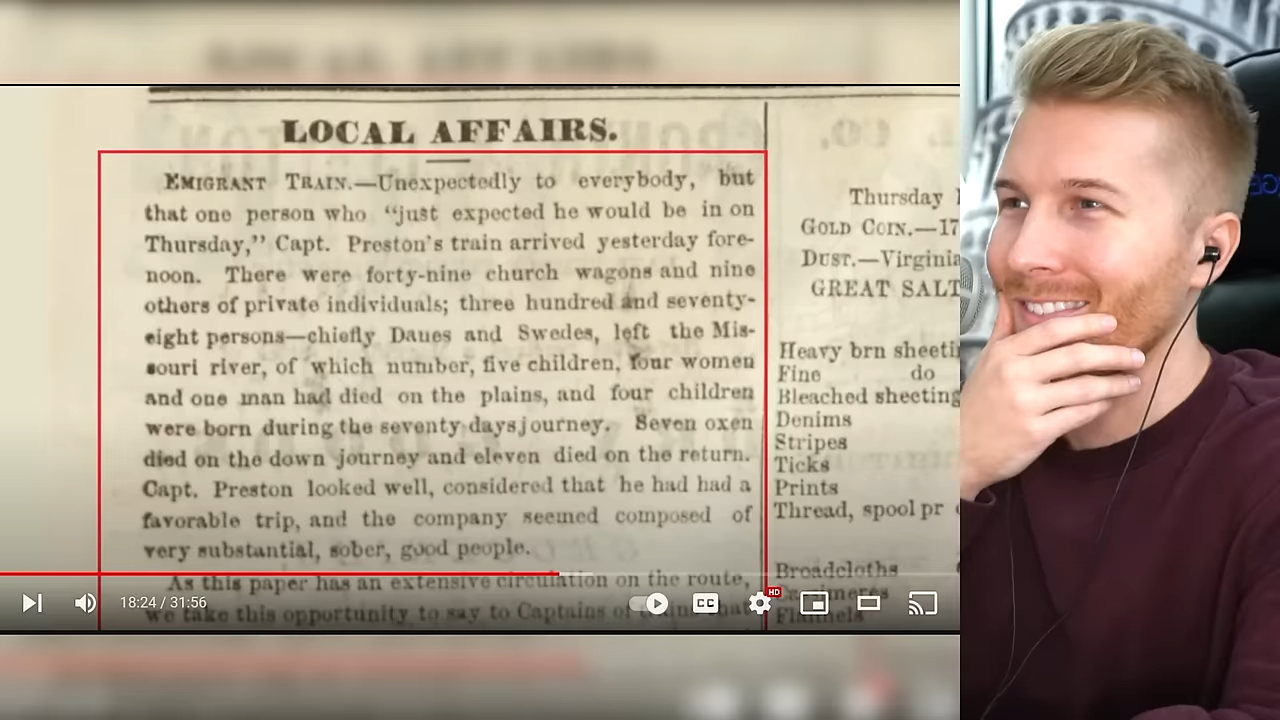 LOCAL AFFAIRS.
EMIGRANT TRAIN.—Unexpectedly to everybody, but
that one person who “just expected he would be in on
Thursday,” Capt. Preston's train arrived yesterday fore-
noon. There were forty-nine church wagons and nine
others of private individuals; three hundred and seventy-
eight persons—chiefly Danes and Swedes, left the Mis-
souri river, of which number, five children, four women
and one man had died on the plains, and four children
were born during the seventy days journey. Seven oxen
died on the down journey and eleven died on the return.
Capt. Preston looked well, considered that he had had a
favorable trip, and the company seemed composed of
very substantial, sober, good people.
As this paper has an extensive circulation on the route,
we take this opportunity to say to Captains of trains that
Thursday
GOLD COIN.—17
DUST.—Virginia
GREAT SALT
Heavy brn sheeti
Fine do
Bleached sheeting
Denims
Stripes
Ticks
Prints
Thread, spool pr
Broadcloths
Cassimeres
Flannels
18:24 / 31:56
CC
HD